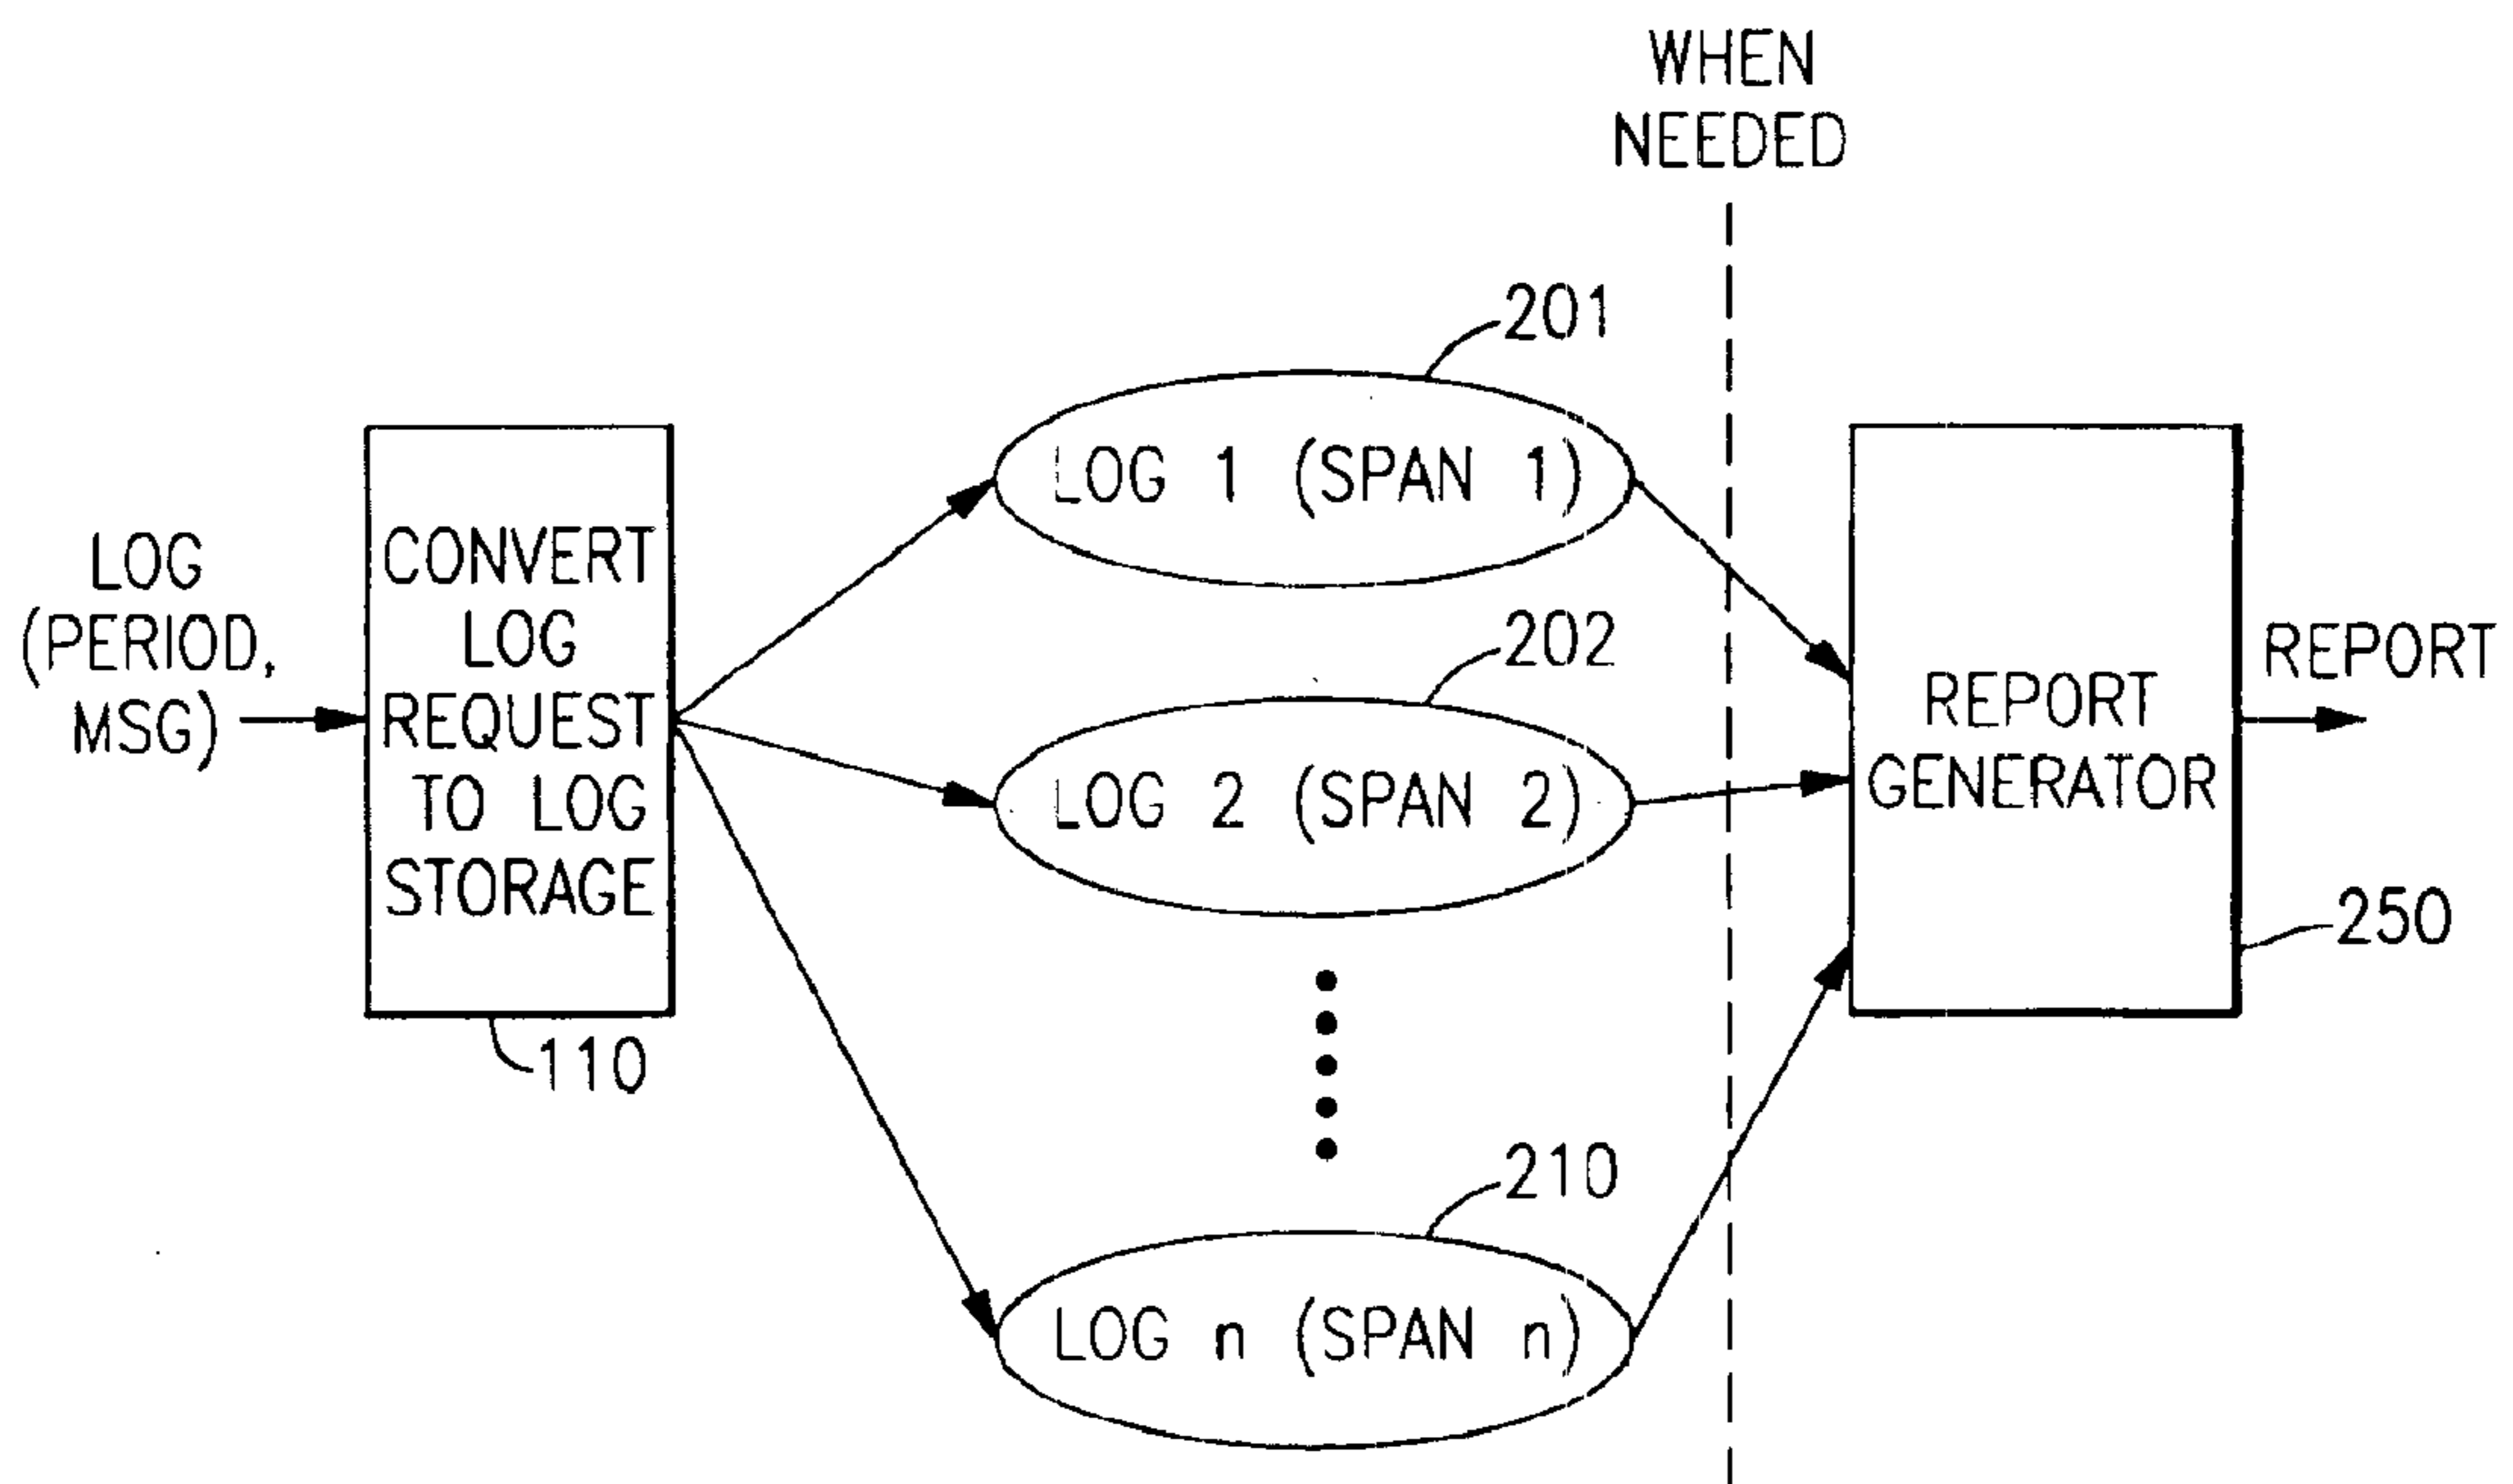 WHEN
NEEDED
201
LOG 1 (SPAN 1)
LOG
(PERIOD,
MSG)
CONVERT
LOG
REQUEST
TO LOG
STORAGE
110
202
LOG 2 (SPAN 2)
210
LOG n (SPAN n)
REPORT
GENERATOR
250
REPORT